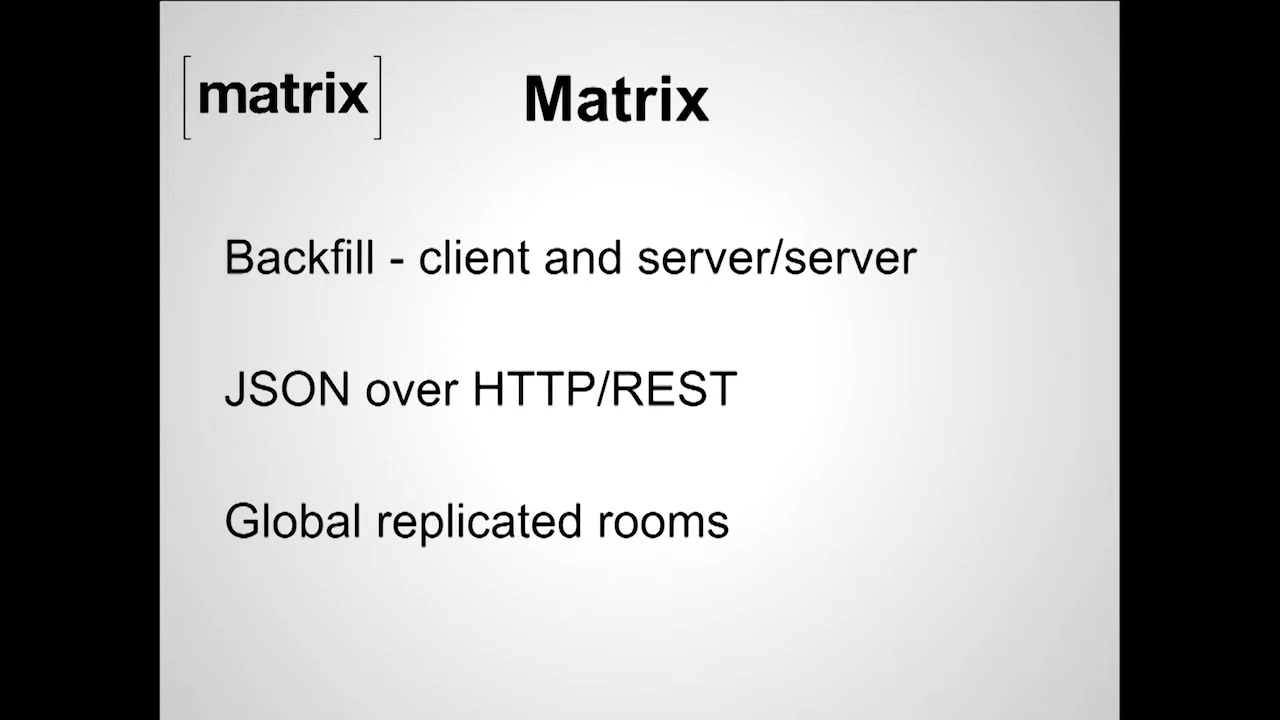 [matrix]
Matrix
Backfill - client and server/server
JSON over HTTP/REST
Global replicated rooms